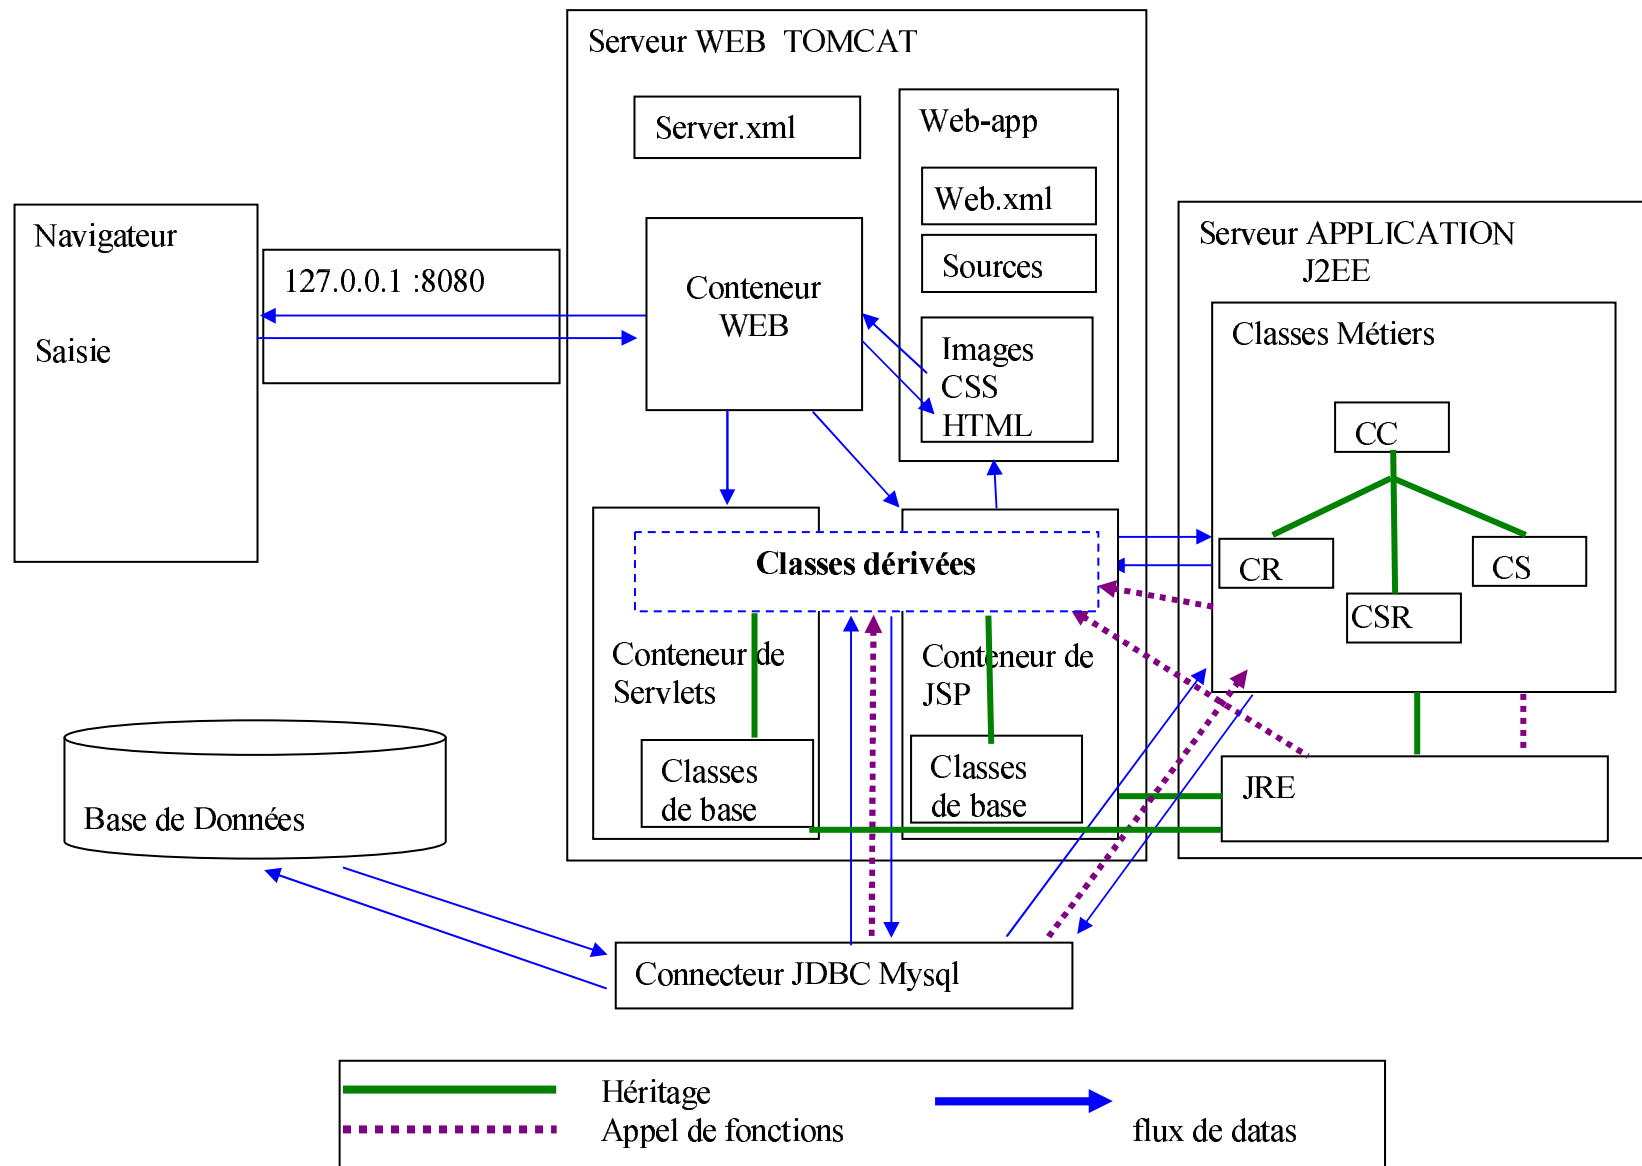 Serveur WEB  TOMCAT
Server.xml
Web-app
Web.xml
Sources
Images
CSS
HTML
Navigateur
Saisie
127.0.0.1 :8080
Conteneur
WEB
Serveur APPLICATION
J2EE
Classes Métiers
CC
CR
CS
CSR
Classes dérivées
Conteneur de
Servlets
Conteneur de
JSP
Classes
de base
Classes
de base
JRE
Base de Données
Connecteur JDBC Mysql
Héritage
Appel de fonctions
flux de datas